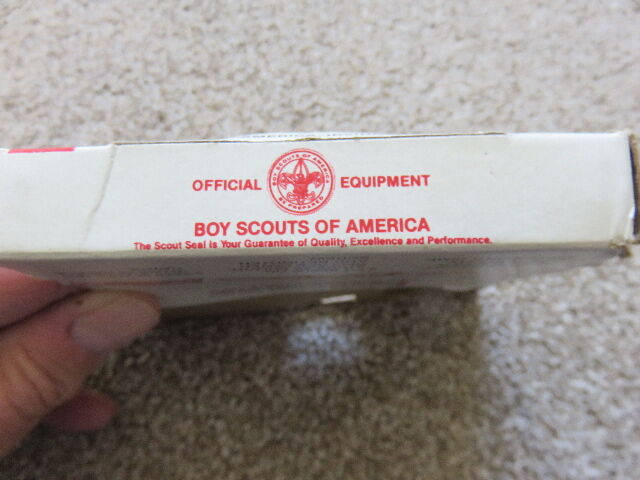 OFFICIAL EQUIPMENT
BOY SCOUTS OF AMERICA
BE PREPARED
BOY SCOUTS OF AMERICA
The Scout Seal is Your Guarantee of Quality, Excellence and Performance.